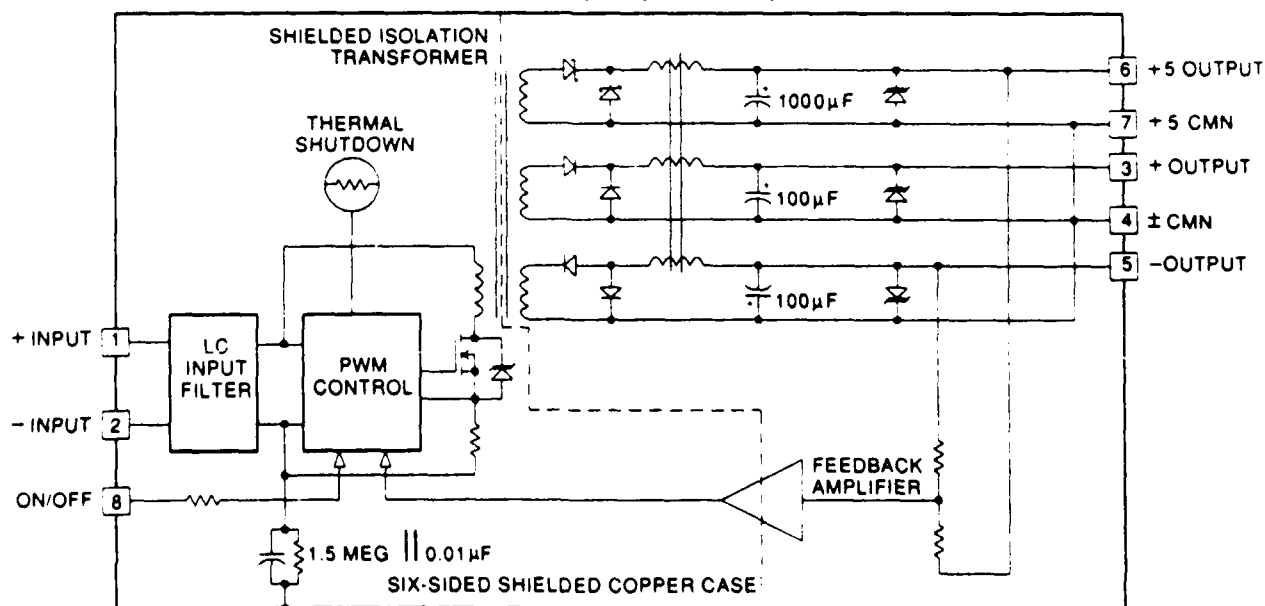 SHIELDED ISOLATION
TRANSFORMER
THERMAL
SHUTDOWN
1000µF
100µF
100µF
6 +5 OUTPUT
7 +5 CMN
3 + OUTPUT
4 ± CMN
5 -OUTPUT
+ INPUT 1
- INPUT 2
ON/OFF 8
LC
INPUT
FILTER
PWM
CONTROL
FEEDBACK
AMPLIFIER
1.5 MEG || 0.01µF
SIX-SIDED SHIELDED COPPER CASE